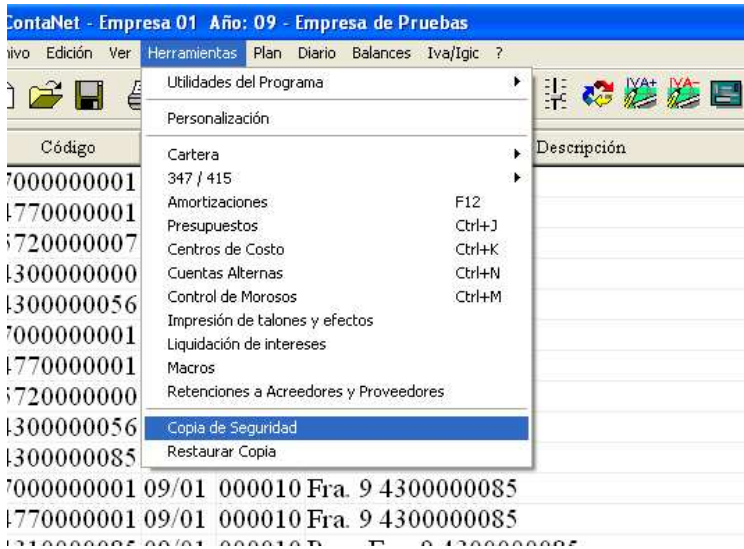 ContaNet - Empresa 01 Año: 09 - Empresa de Pruebas
Edición Ver Herramientas Plan Diario Balances Iva/Igic ?
Utilidades del Programa
IVA+ IVA-
Personalización
Código
Descripción
Cartera
347 / 415
Amortizaciones F12
Presupuestos Ctrl+J
Centros de Costo Ctrl+K
Cuentas Alternas Ctrl+N
Control de Morosos Ctrl+M
Impresión de talones y efectos
Liquidación de intereses
Macros
Retenciones a Acreedores y Proveedores
Copia de Seguridad
Restaurar Copia
7000000001
4770000001
5720000007
4300000000
4300000056
7000000001
4770000001
5720000000
4300000056
4300000085
7000000001 09/01 000010 Fra. 9 4300000085
4770000001 09/01 000010 Fra. 9 4300000085